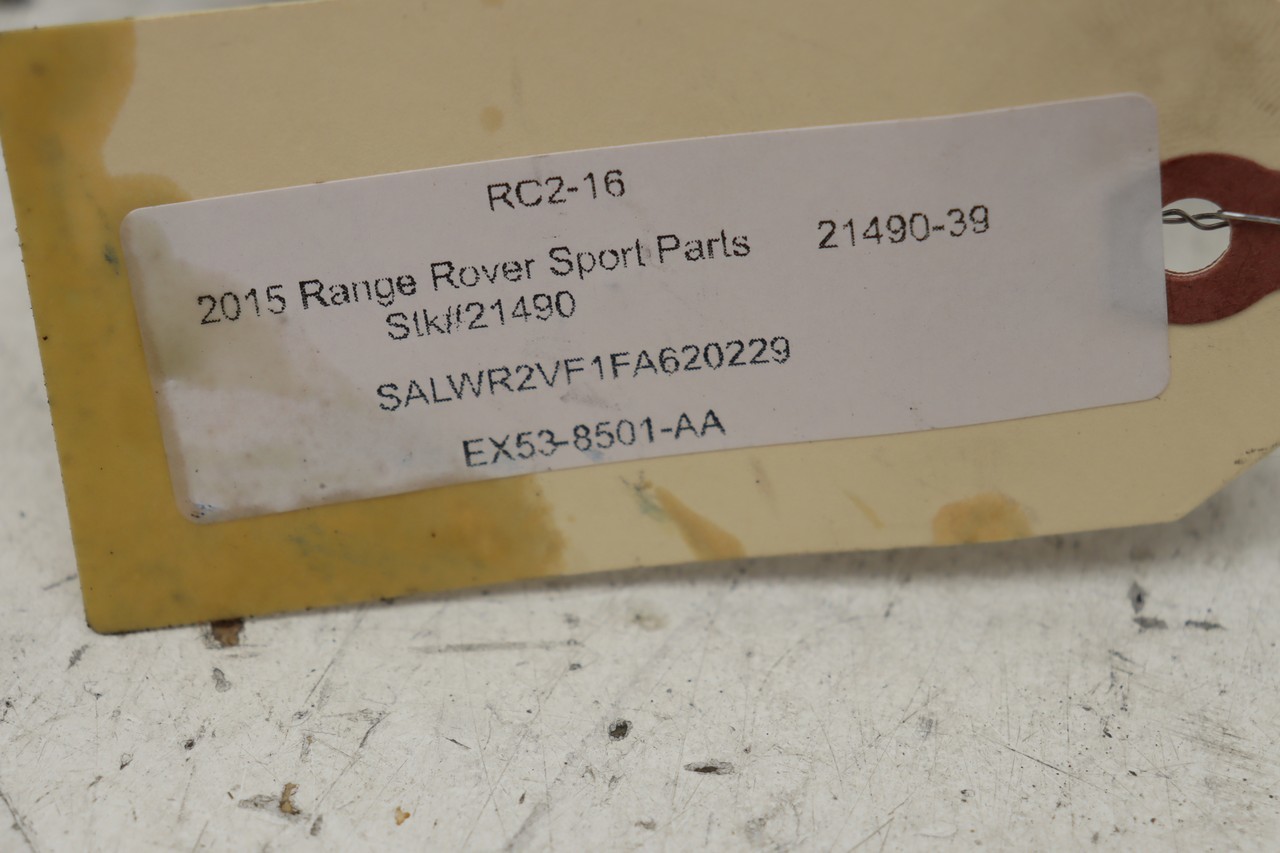 RC2-16
2015 Range Rover Sport Parts 21490-39
Stk#21490
SALWR2VF1FA620229
EX53-8501-AA